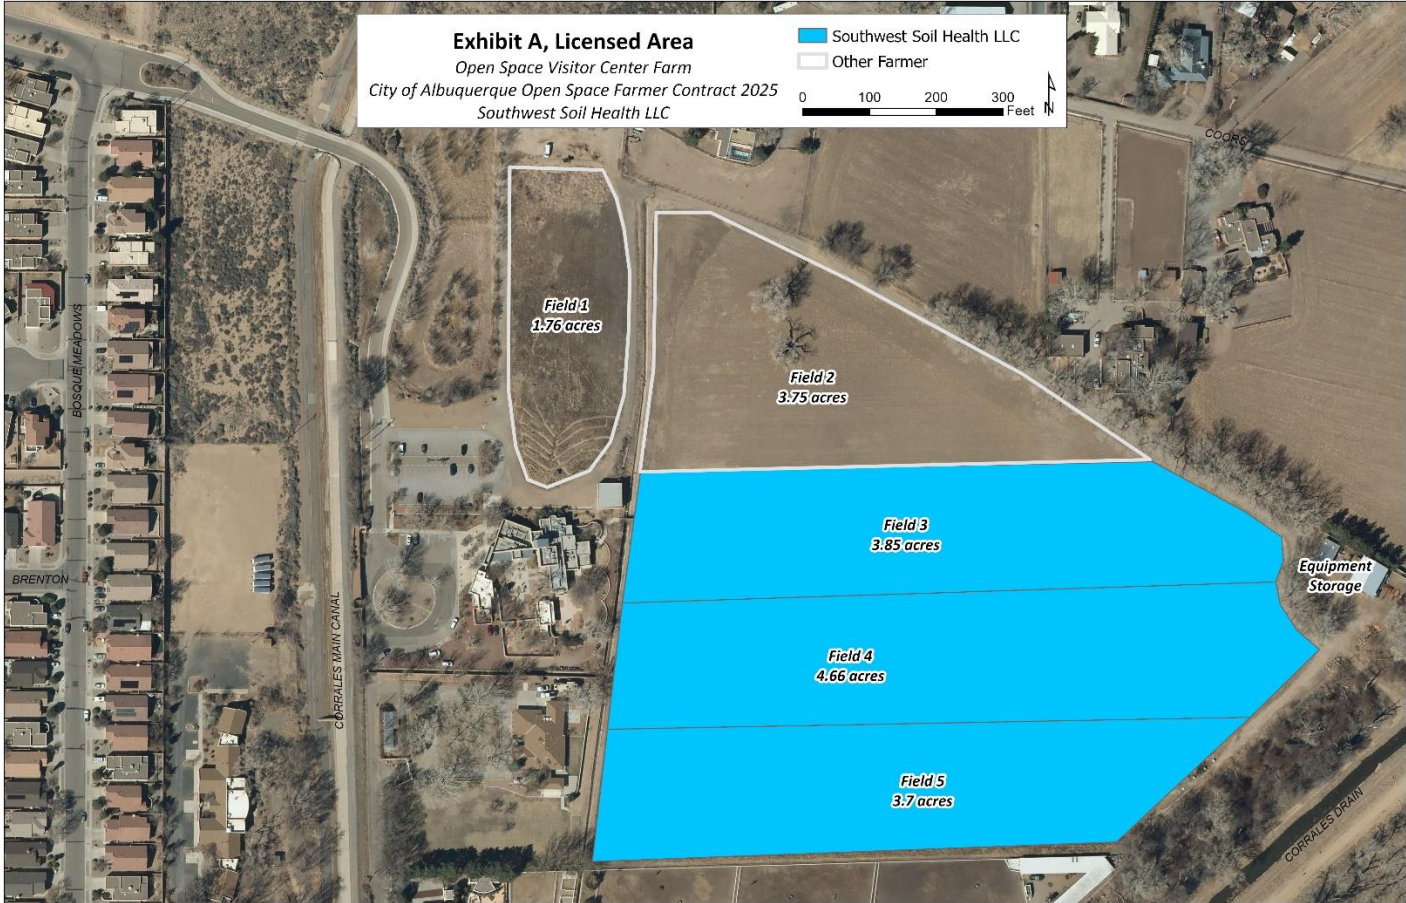 Exhibit A, Licensed Area
Open Space Visitor Center Farm
City of Albuquerque Open Space Farmer Contract 2025
Southwest Soil Health LLC
Southwest Soil Health LLC
Other Farmer
0 100 200 300
Feet
N
COORS
Field 1
1.76 acres
Field 2
3.75 acres
BOSQUE MEADOWS
Field 3
3.85 acres
Equipment
Storage
BRENTON
CORRALES MAIN CANAL
Field 4
4.66 acres
Field 5
3.7 acres
CORRALES DRAIN